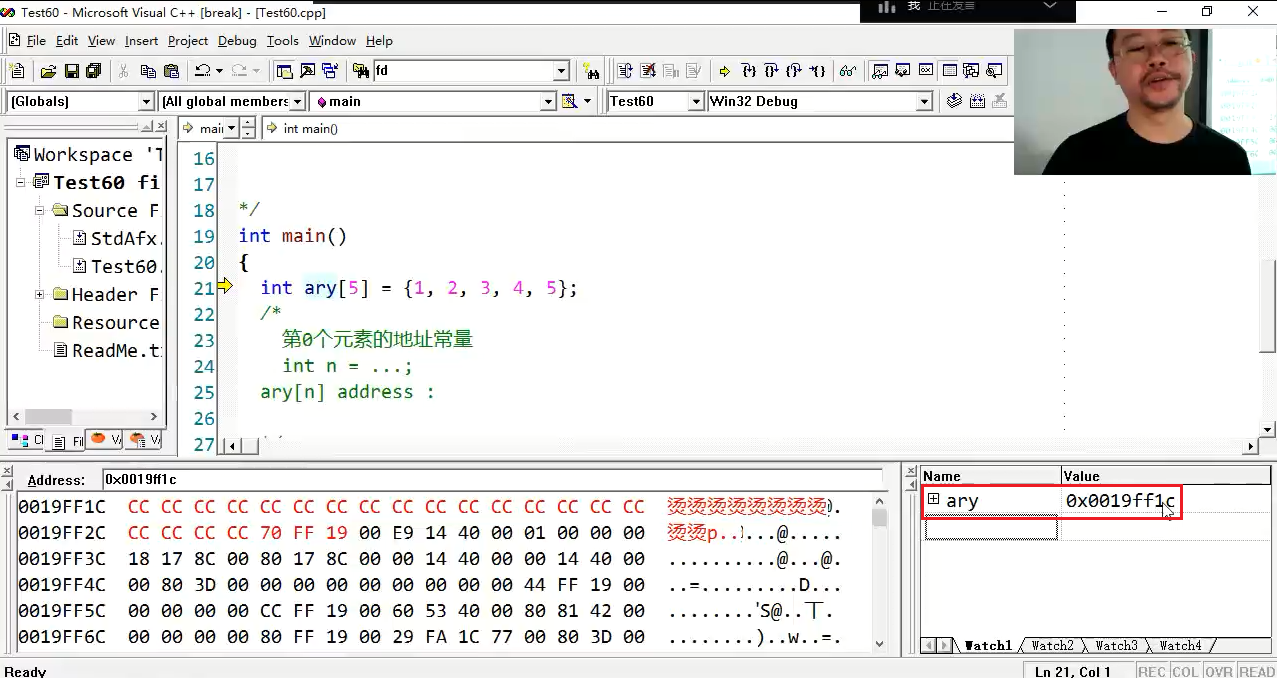 Test60 - Microsoft Visual C++ [break] - [Test60.cpp]
我 正在发言
File Edit View Insert Project Debug Tools Window Help
fd
(Globals) (All global members main Test60 Win32 Debug
mai int main()
Workspace 'T
Test60 fi
Source F
StdAfx.
Test60.
Header F
Resource
ReadMe.t
16
17
18 */
19 int main()
20 {
21 int ary[5] = {1, 2, 3, 4, 5};
22 /*
23 第0个元素的地址常量
24 int n = ...;
25 ary[n] address :
26
27
Address: 0x0019ff1c
0019FF1C CC CC CC CC CC CC CC CC CC CC CC CC CC CC CC CC 烫烫烫烫烫烫烫烫.
0019FF2C CC CC CC CC 70 FF 19 00 E9 14 40 00 01 00 00 00 烫烫p.....@.....
0019FF3C 18 17 8C 00 80 17 8C 00 00 14 40 00 00 14 40 00 ..........@...@.
0019FF4C 00 80 3D 00 00 00 00 00 00 00 00 00 44 FF 19 00 ..=.........D...
0019FF5C 00 00 00 00 CC FF 19 00 60 53 40 00 80 81 42 00 ........'S@..丅.
0019FF6C 00 00 00 00 80 FF 19 00 29 FA 1C 77 00 80 3D 00 ........)..w..=.
Name Value
ary 0x0019ff1c
Watch1 Watch2 Watch3 Watch4
Ready Ln 21, Col 1 REC COL OVR READ